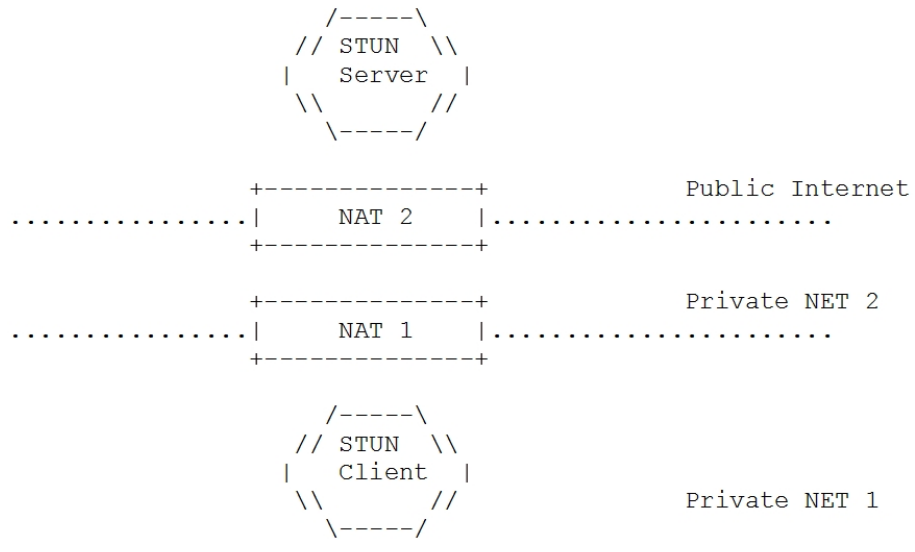 /-----\
// STUN \\
| Server |
\\ //
\-----/
+--------------+ Public Internet
................| NAT 2 |.......................
+--------------+
+--------------+ Private NET 2
................| NAT 1 |.......................
+--------------+
/-----\
// STUN \\
| Client |
\\ // Private NET 1
\-----/